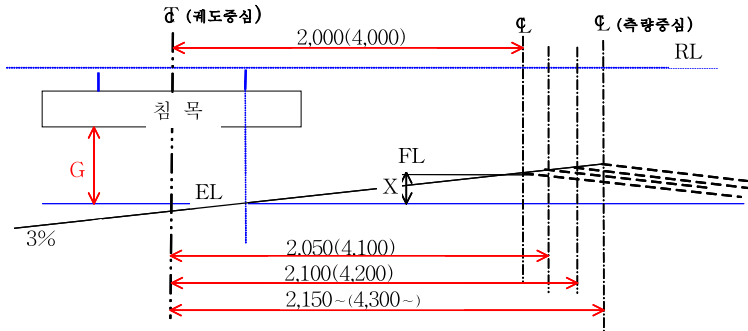 T (궤도중심)
℄
℄ (측량중심)
2,000(4,000)
RL
침 목
G
FL
EL
X
3%
2,050(4,100)
2,100(4,200)
2,150~(4,300~)